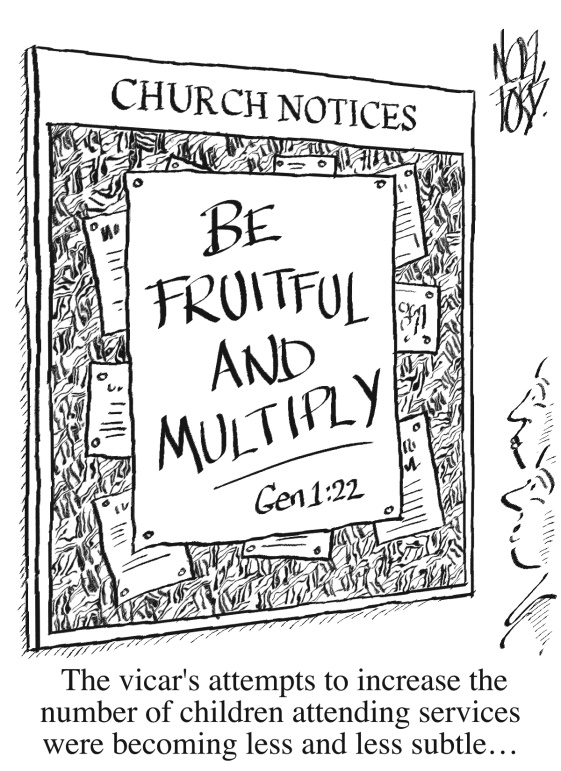 CHURCH NOTICES
BE
FRUITFUL
AND
MULTIPLY
Gen 1:22
The vicar's attempts to increase the
number of children attending services
were becoming less and less subtle…